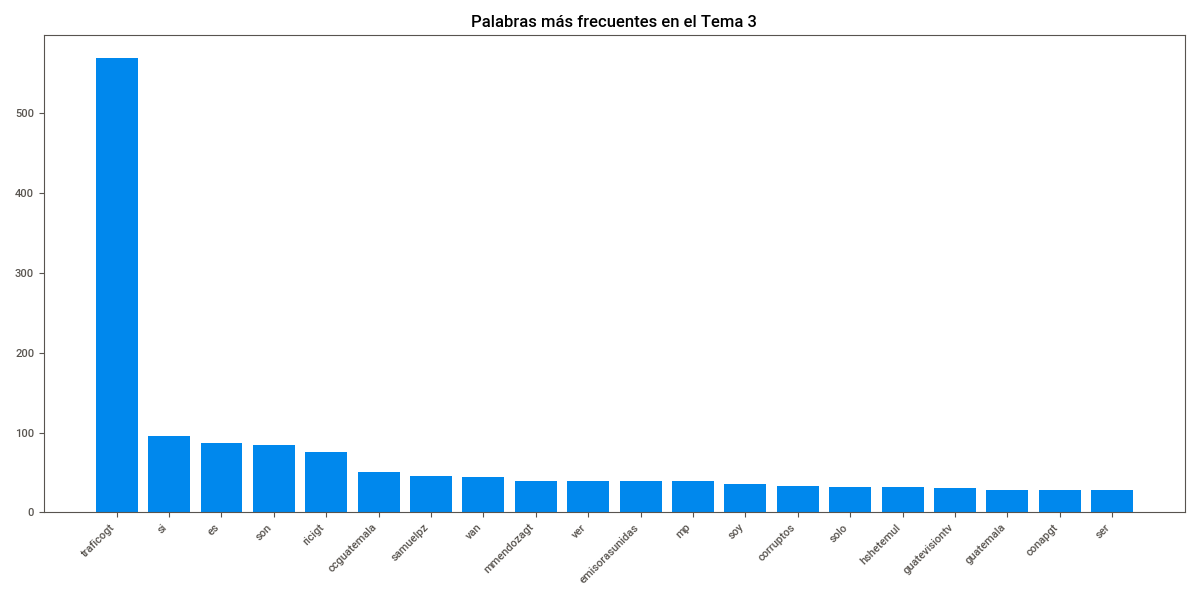 Palabras más frecuentes en el Tema 3
500
400
300
200
100
0
traficogt
si
es
son
ricigt
ccguatemala
samuelpz
van
mmendozagt
ver
emisorasunidas
mp
soy
corruptos
solo
hshetemul
guatevisiontv
guatemala
conapgt
ser